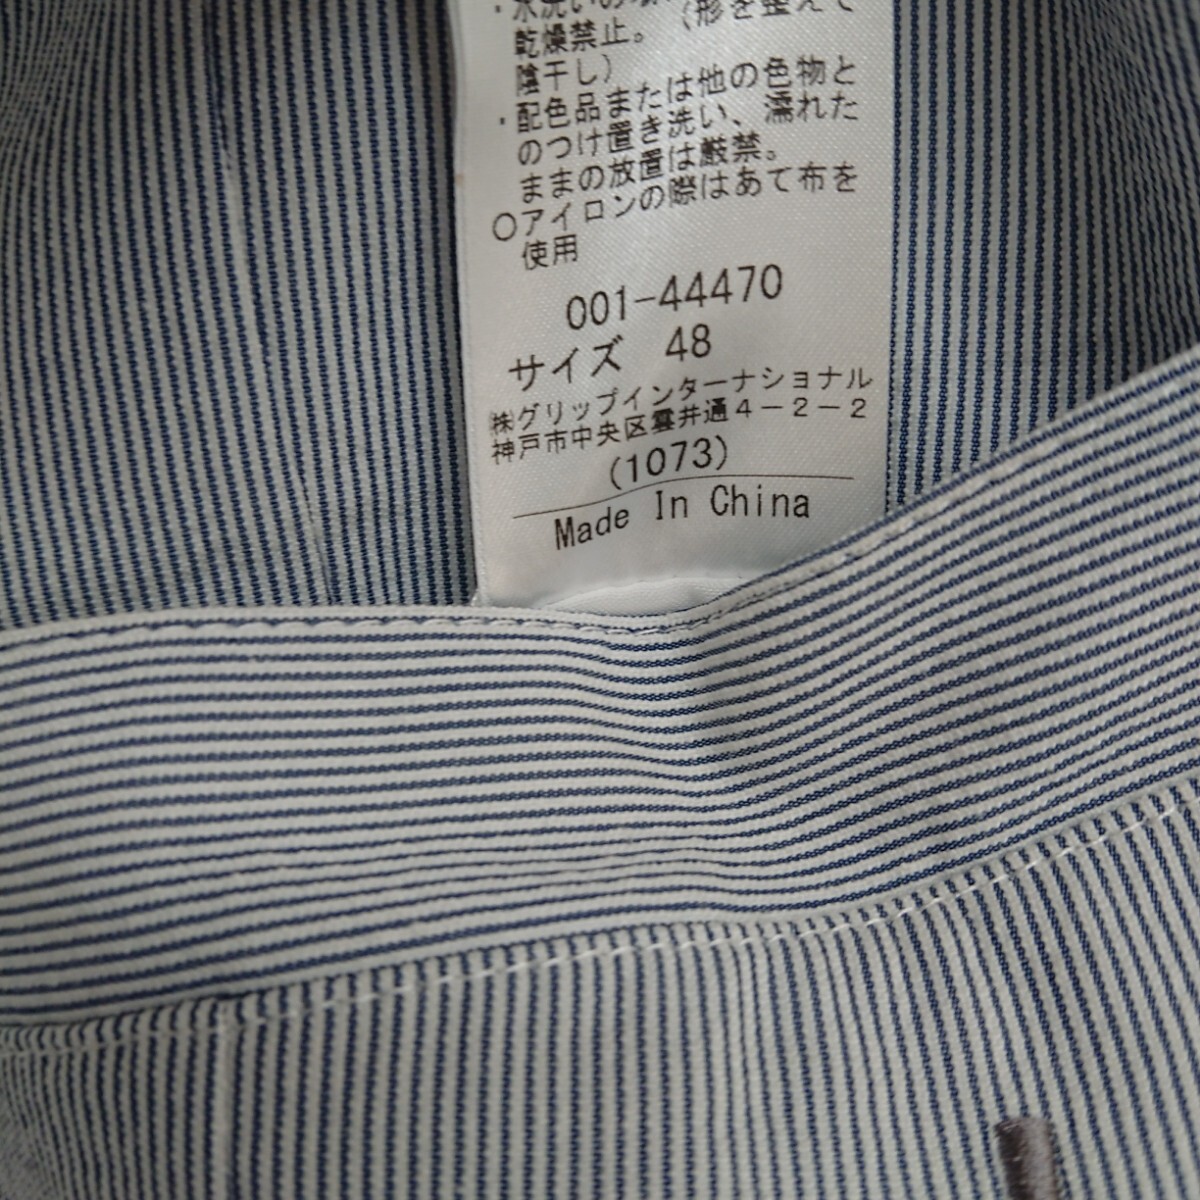 乾燥禁止。(形を整えて
陰干し)
・配色品または他の色物と
のつけ置き洗い、濡れた
ままの放置は厳禁。
○アイロンの際はあて布を
使用
001-44470
サイズ 48
㈱グリップインターナショナル
神戸市中央区雲井通4-2-2
(1073)
Made In China